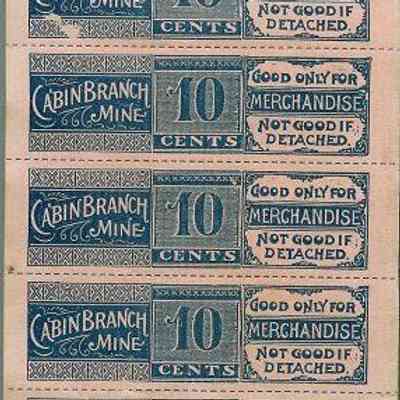 10
CENTS
NOT GOOD IF
DETACHED.
CABIN BRANCH
MINE
10
CENTS
GOOD ONLY FOR
MERCHANDISE
NOT GOOD IF
DETACHED.
CABIN BRANCH
MINE
10
CENTS
GOOD ONLY FOR
MERCHANDISE
NOT GOOD IF
DETACHED.
CABIN BRANCH
MINE
10
CENTS
GOOD ONLY FOR
MERCHANDISE
NOT GOOD IF
DETACHED.